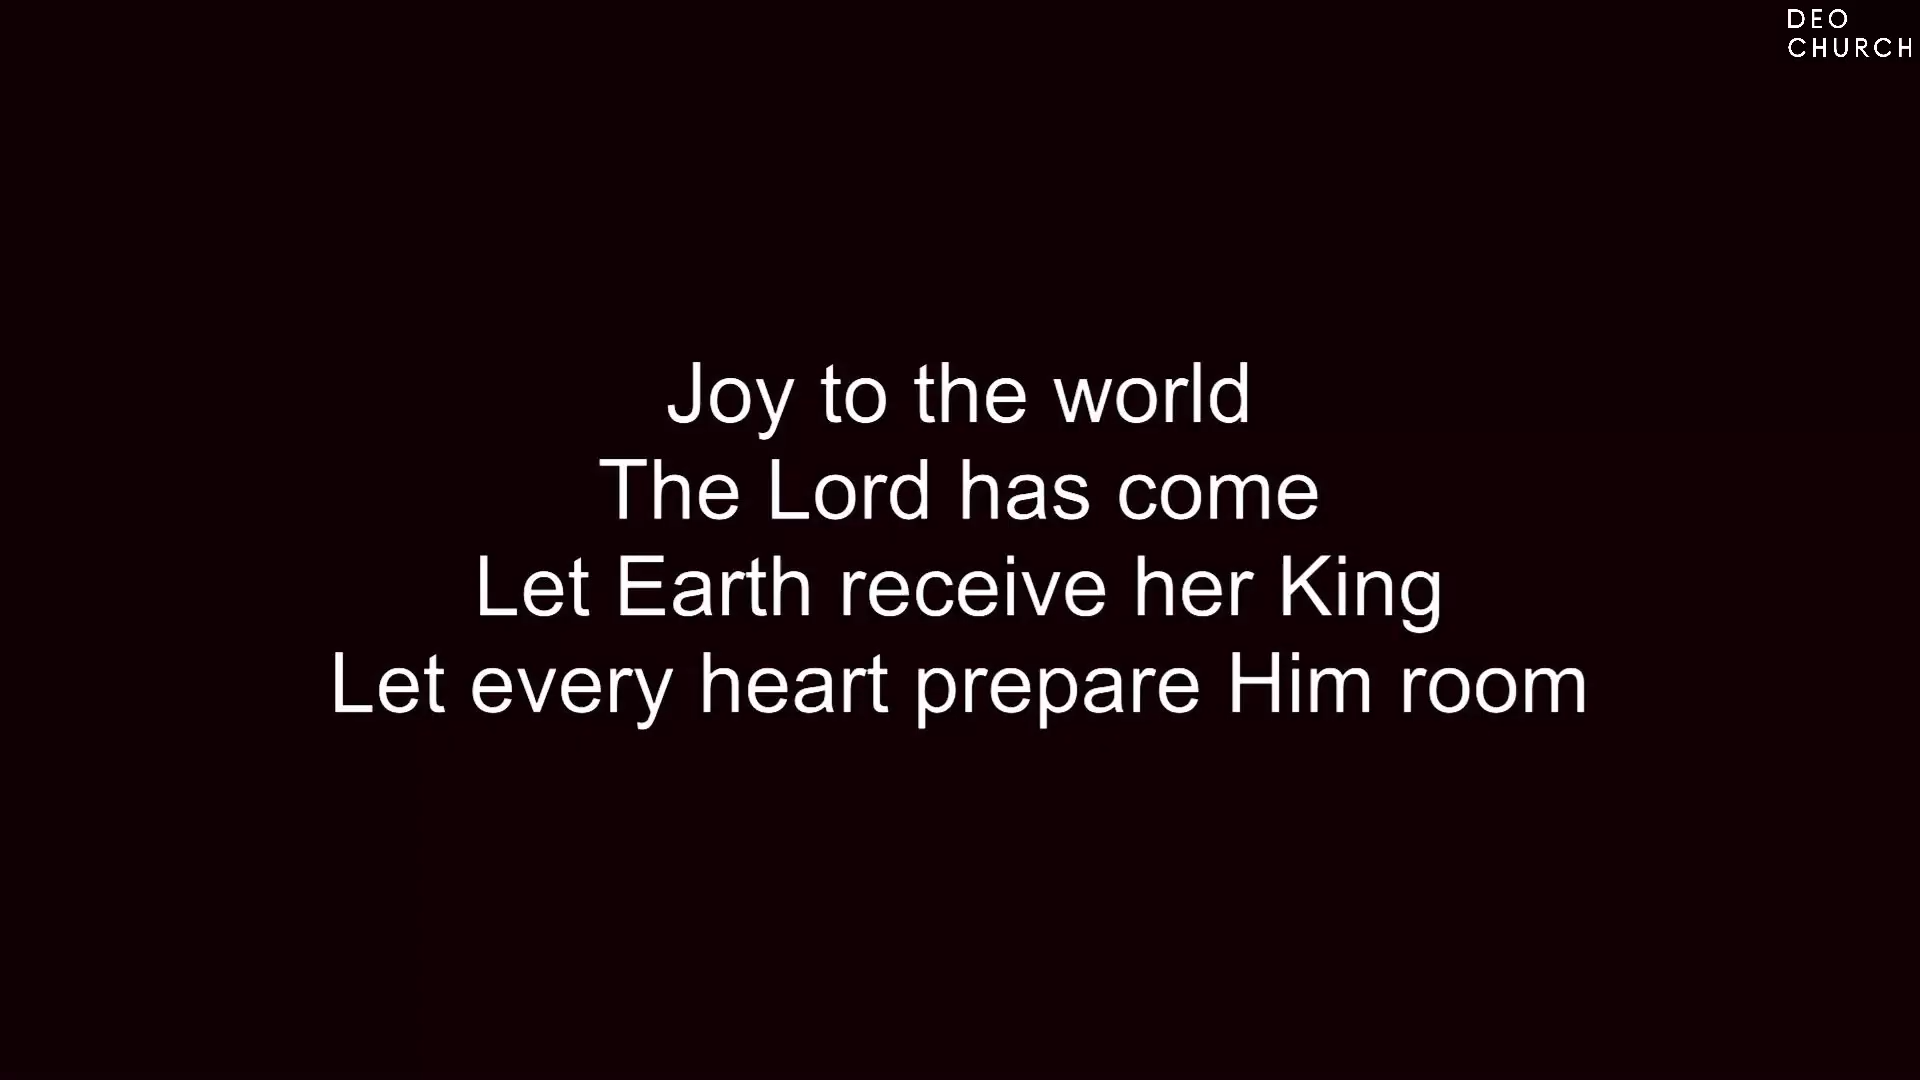 DEO
CHURCH
Joy to the world
The Lord has come
Let Earth receive her King
Let every heart prepare Him room